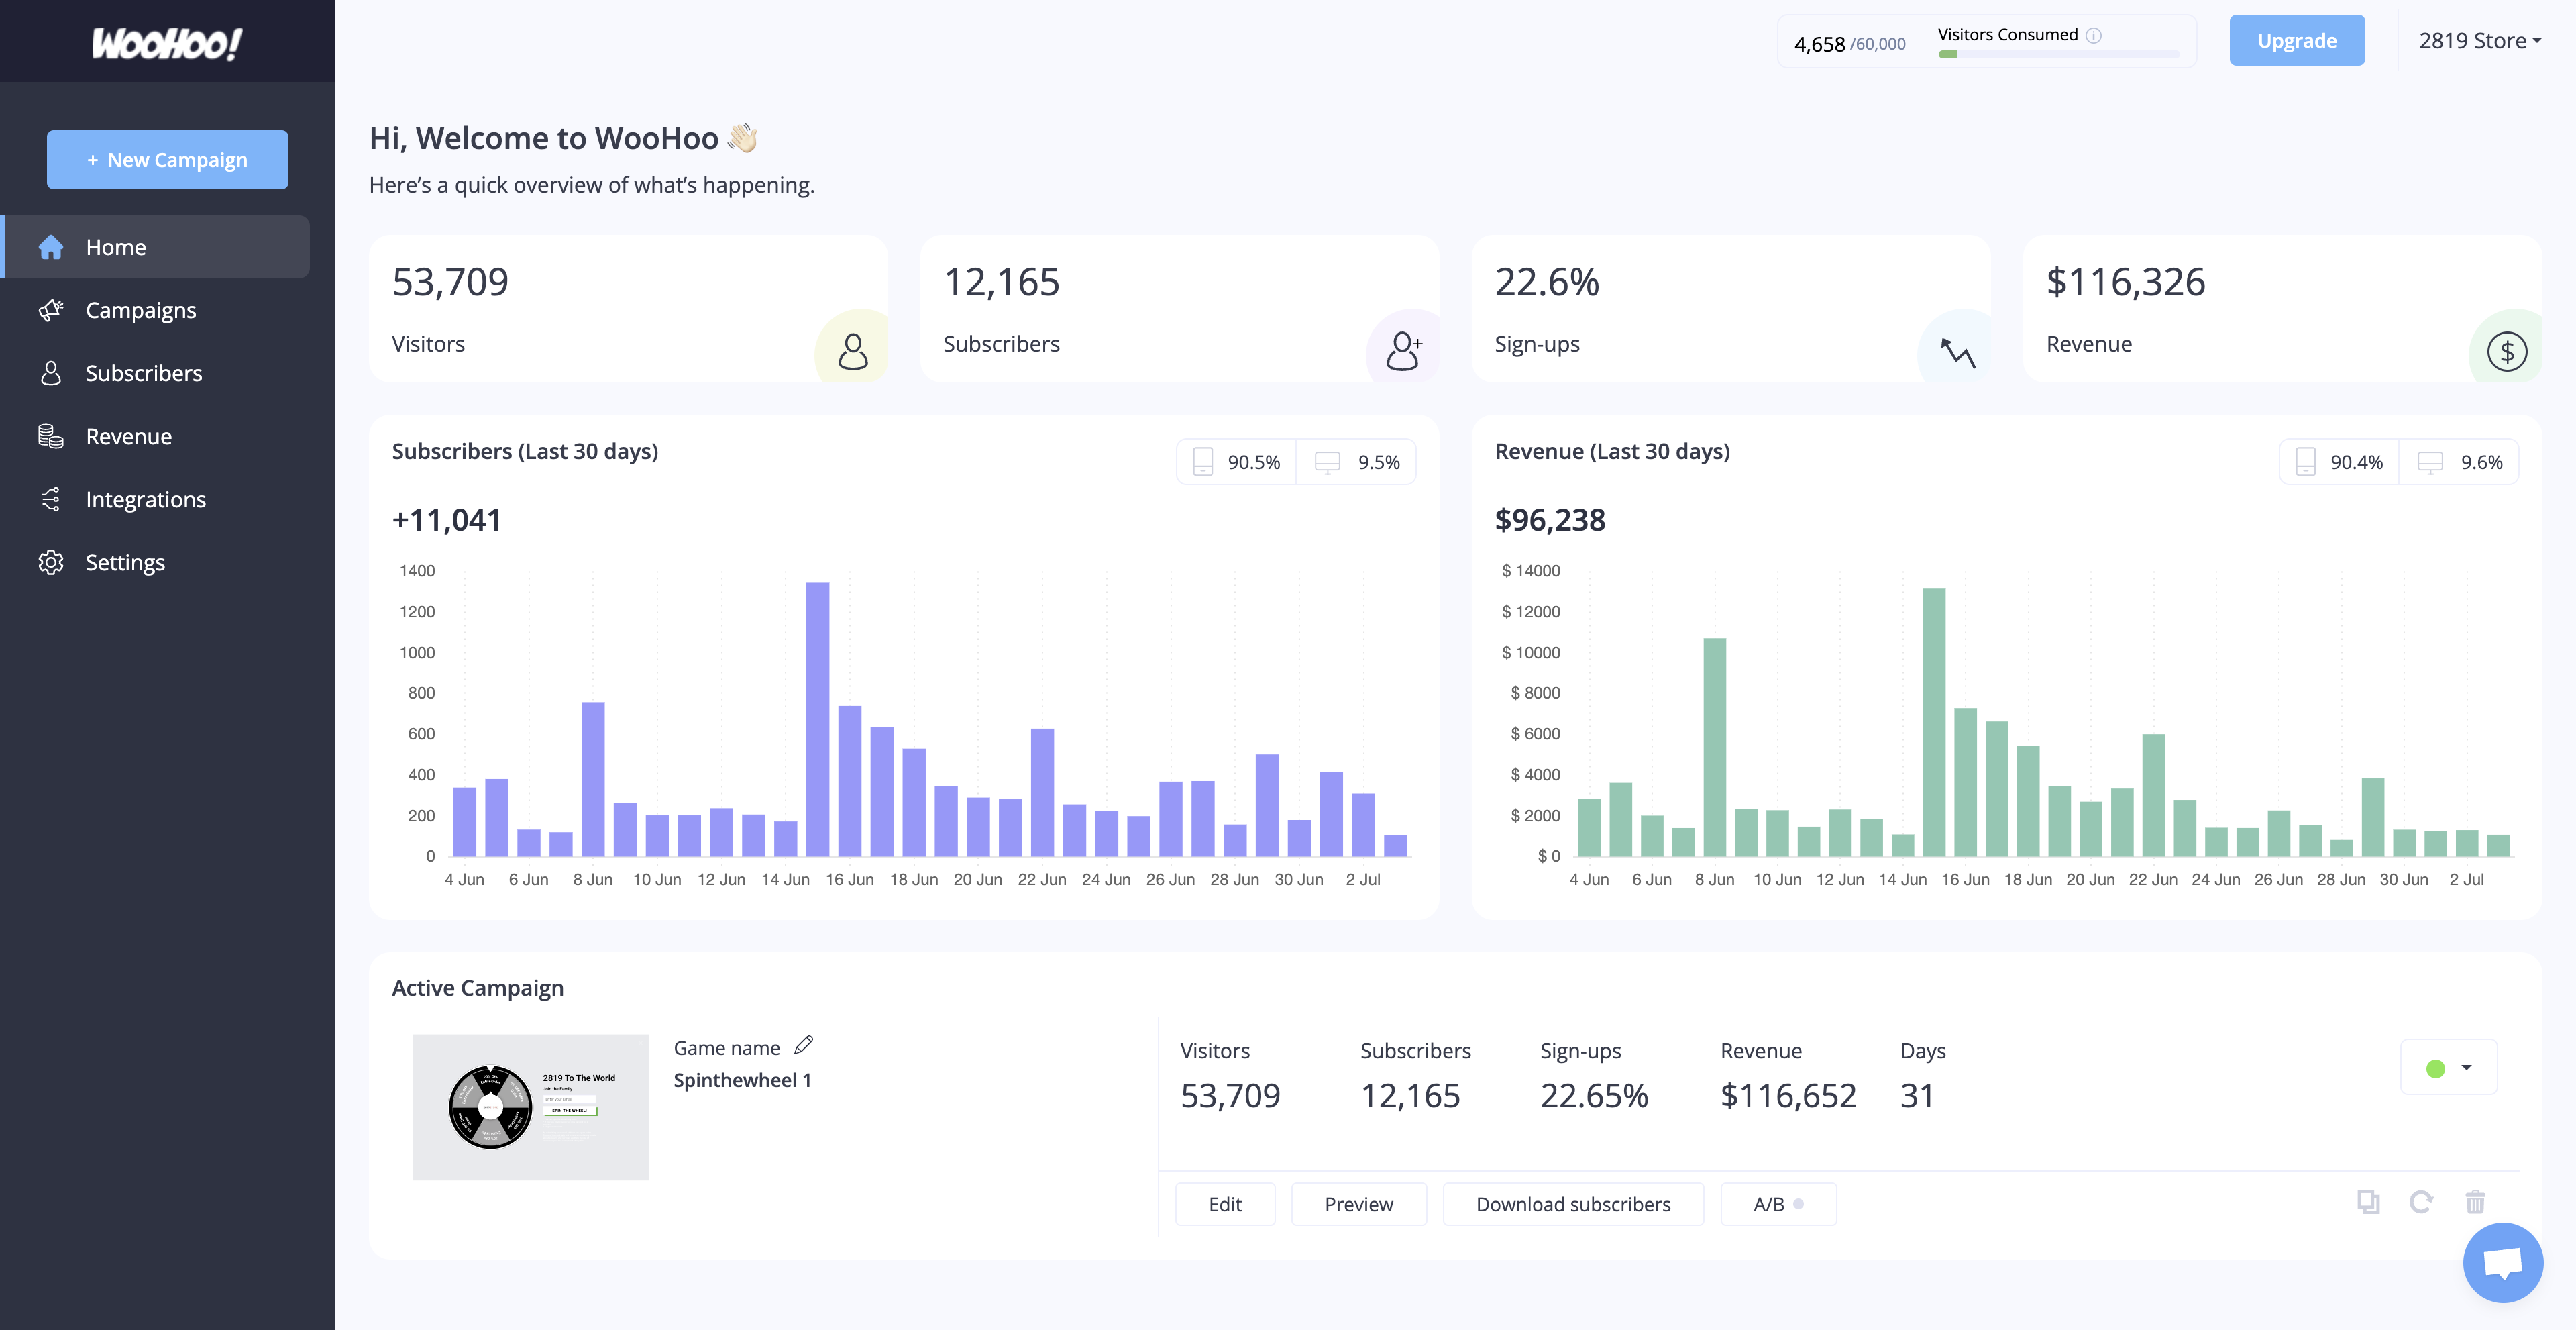 WooHoo!
4,658 /60,000
Visitors Consumed
Upgrade
2819 Store
+ New Campaign
Home
Campaigns
Subscribers
Revenue
Integrations
Settings
Hi, Welcome to WooHoo 👋🏻
Here's a quick overview of what's happening.
53,709
Visitors
12,165
Subscribers
22.6%
Sign-ups
$116,326
Revenue
Subscribers (Last 30 days)
90.5%
9.5%
+11,041
1400
1200
1000
800
600
400
200
0
4 Jun 6 Jun 8 Jun 10 Jun 12 Jun 14 Jun 16 Jun 18 Jun 20 Jun 22 Jun 24 Jun 26 Jun 28 Jun 30 Jun 2 Jul
Revenue (Last 30 days)
90.4%
9.6%
$96,238
$ 14000
$ 12000
$ 10000
$ 8000
$ 6000
$ 4000
$ 2000
$ 0
4 Jun 6 Jun 8 Jun 10 Jun 12 Jun 14 Jun 16 Jun 18 Jun 20 Jun 22 Jun 24 Jun 26 Jun 28 Jun 30 Jun 2 Jul
Active Campaign
2819 To The World
Join the Family...
Enter your Email
SPIN THE WHEEL!
Game name
Spinthewheel 1
Visitors
53,709
Subscribers
12,165
Sign-ups
22.65%
Revenue
$116,652
Days
31
Edit
Preview
Download subscribers
A/B